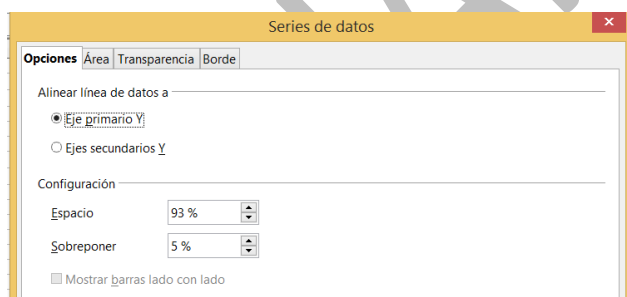 Series de datos
Opciones Área Transparencia Borde
Alinear línea de datos a
Eje primario Y
Ejes secundarios Y
Configuración
Espacio 93 %
Sobreponer 5 %
Mostrar barras lado con lado